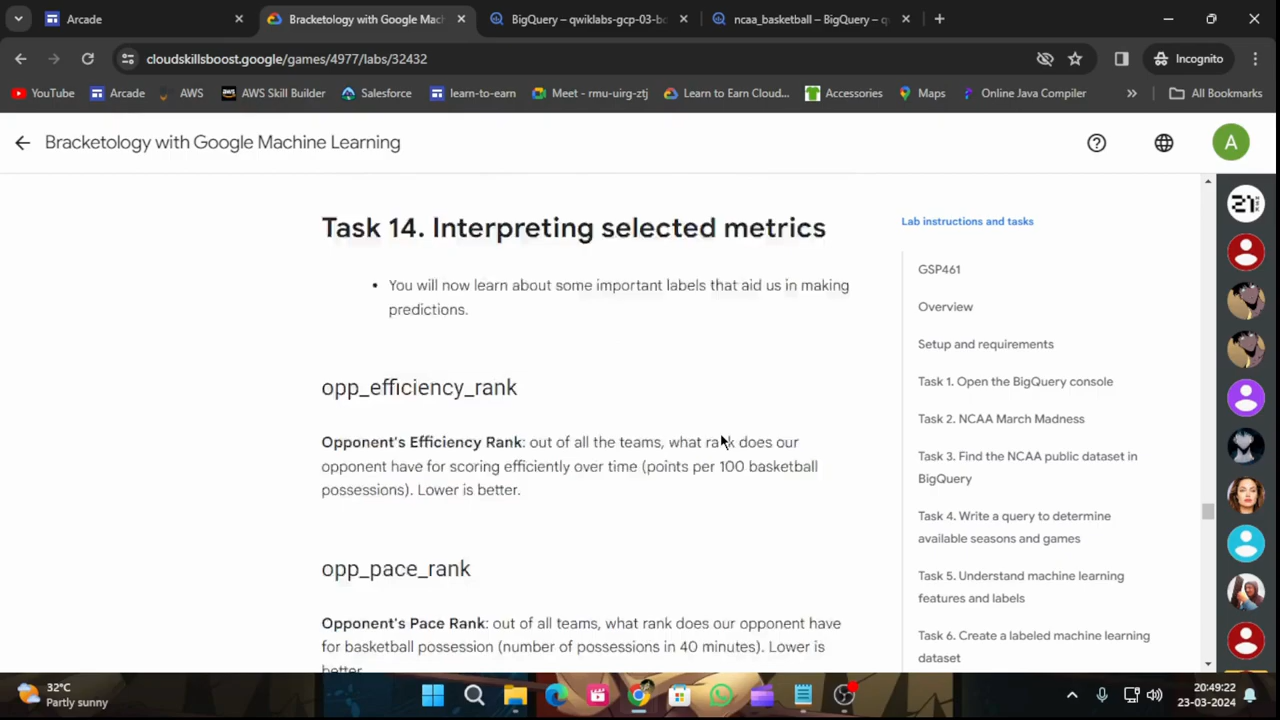 Arcade
Bracketology with Google Mac
BigQuery – qwiklabs-gcp-03-bc
ncaa_basketball – BigQuery – q
cloudskillsboost.google/games/4977/labs/32432
Incognito
YouTube
Arcade
AWS
AWS Skill Builder
Salesforce
learn-to-earn
Meet - rmu-uirg-ztj
Learn to Earn Cloud...
Accessories
Maps
Online Java Compiler
All Bookmarks
Bracketology with Google Machine Learning
A
Task 14. Interpreting selected metrics
• You will now learn about some important labels that aid us in making
predictions.
opp_efficiency_rank
Opponent's Efficiency Rank: out of all the teams, what rank does our
opponent have for scoring efficiently over time (points per 100 basketball
possessions). Lower is better.
opp_pace_rank
Opponent's Pace Rank: out of all teams, what rank does our opponent have
for basketball possession (number of possessions in 40 minutes). Lower is
better.
Lab instructions and tasks
GSP461
Overview
Setup and requirements
Task 1. Open the BigQuery console
Task 2. NCAA March Madness
Task 3. Find the NCAA public dataset in
BigQuery
Task 4. Write a query to determine
available seasons and games
Task 5. Understand machine learning
features and labels
Task 6. Create a labeled machine learning
dataset
21
32°C
Partly sunny
20:49:22
23-03-2024